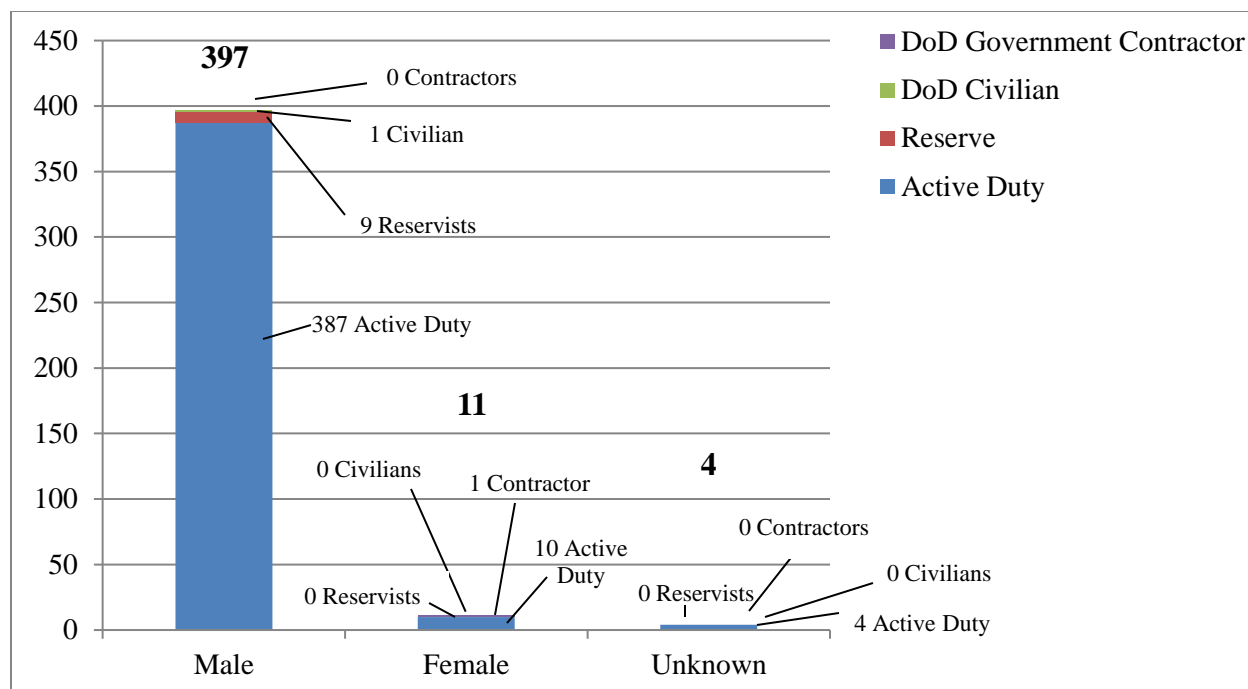 450
400
350
300
250
200
150
100
50
0
397
0 Contractors
1 Civilian
9 Reservists
387 Active Duty
11
0 Civilians
1 Contractor
10 Active
Duty
0 Reservists
4
0 Contractors
0 Reservists
0 Civilians
4 Active Duty
Male
Female
Unknown
DoD Government Contractor
DoD Civilian
Reserve
Active Duty